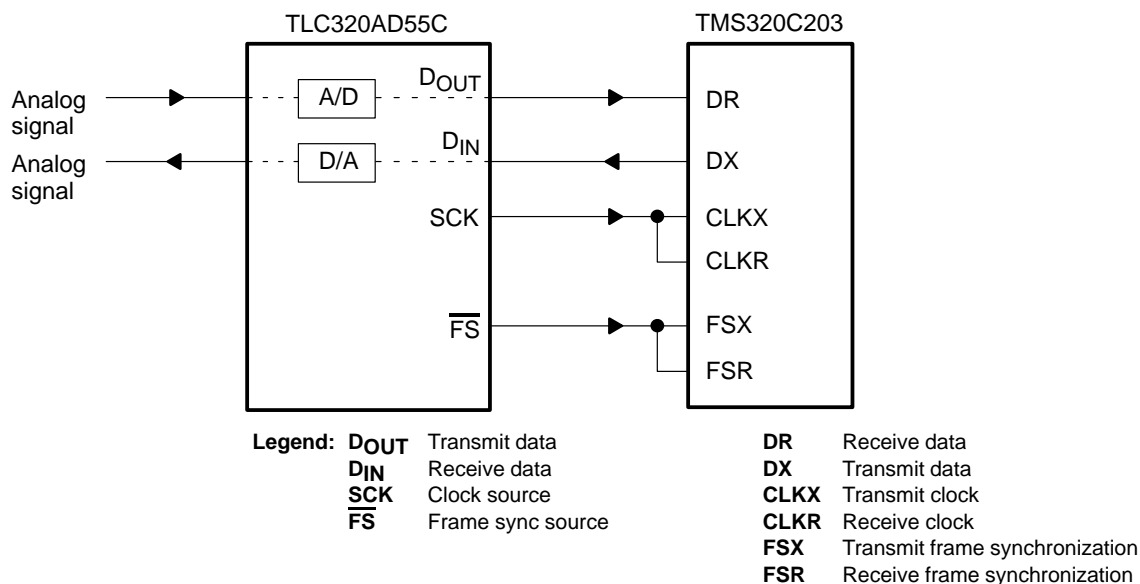 TLC320AD55C
TMS320C203
Analog
signal
A/D
DOUT
DR
Analog
signal
D/A
DIN
DX
SCK
CLKX
CLKR
FS
FSX
FSR
Legend: DOUT Transmit data
DIN Receive data
SCK Clock source
FS Frame sync source
DR Receive data
DX Transmit data
CLKX Transmit clock
CLKR Receive clock
FSX Transmit frame synchronization
FSR Receive frame synchronization